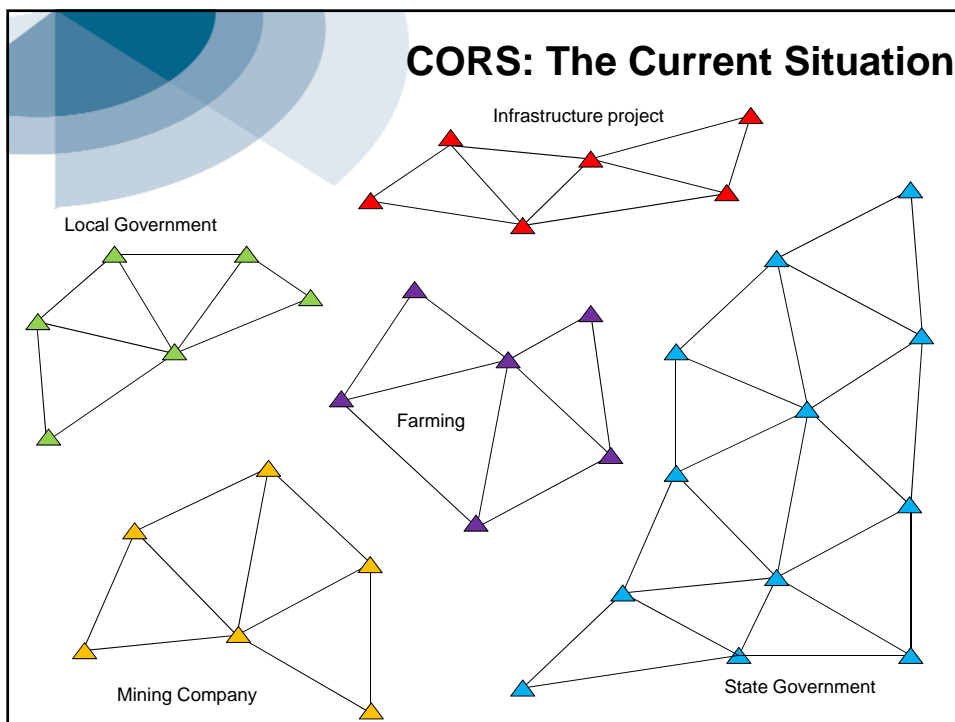 CORS: The Current Situation
Infrastructure project
Local Government
Farming
Mining Company
State Government